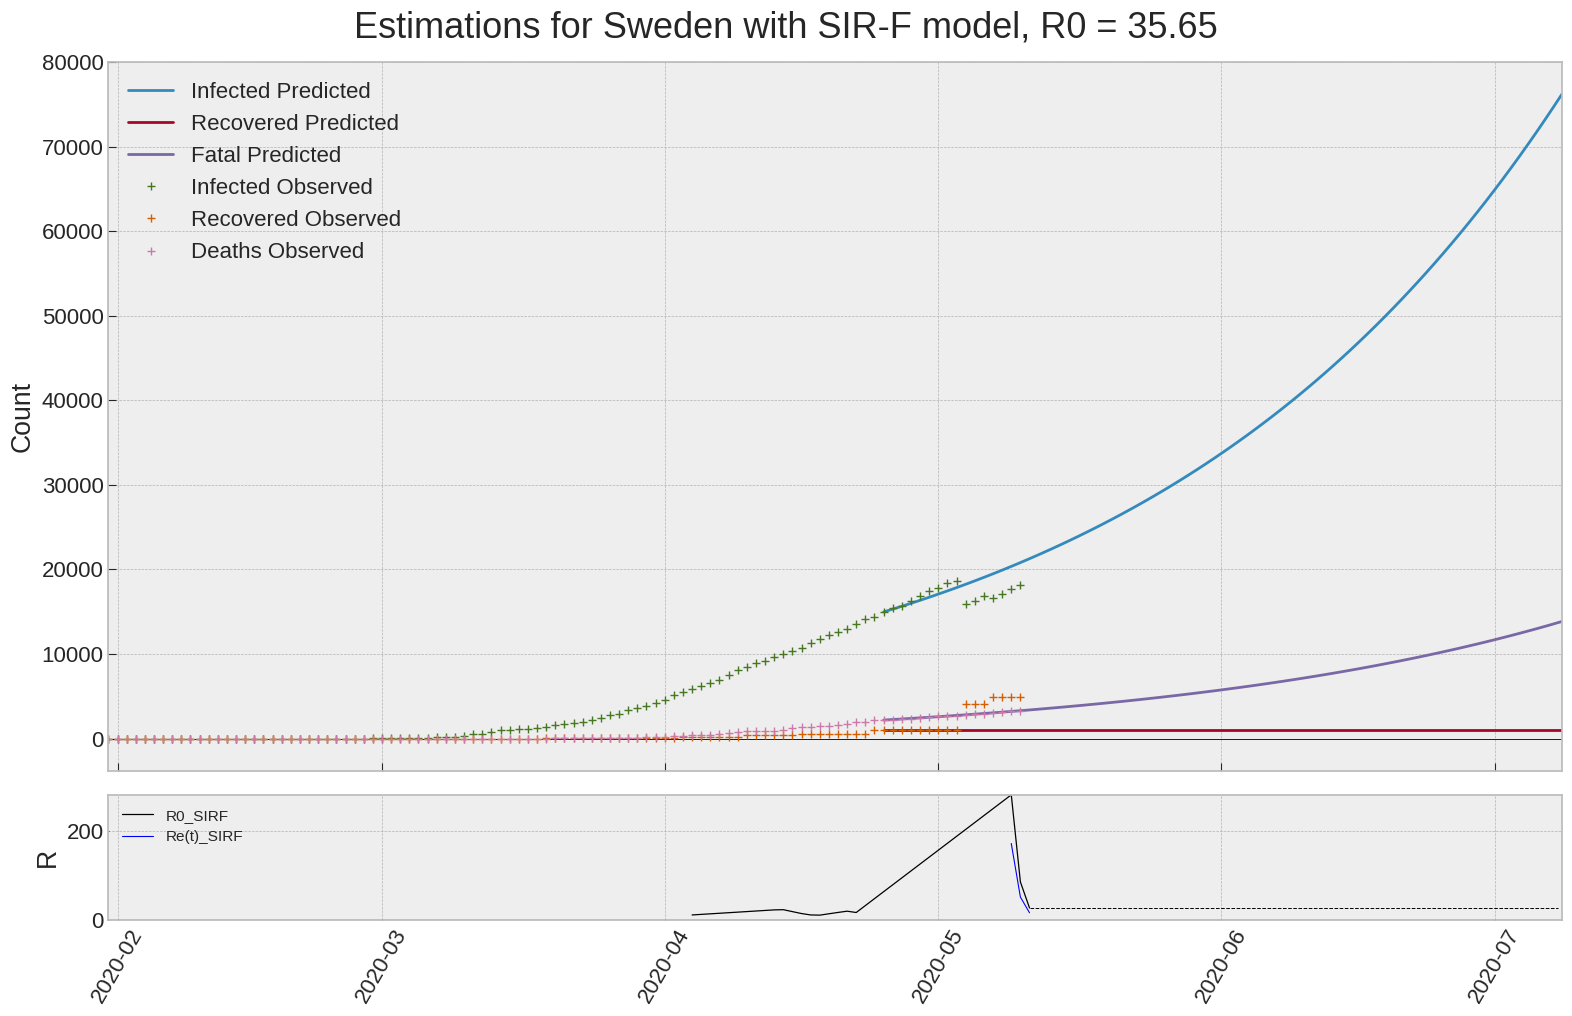 Estimations for Sweden with SIR-F model, R0 = 35.65
80000
70000
60000
50000
40000
30000
20000
10000
0
Count
Infected Predicted
Recovered Predicted
Fatal Predicted
Infected Observed
Recovered Observed
Deaths Observed
200
0
R
R0_SIRF
Re(t)_SIRF
2020-02
2020-03
2020-04
2020-05
2020-06
2020-07